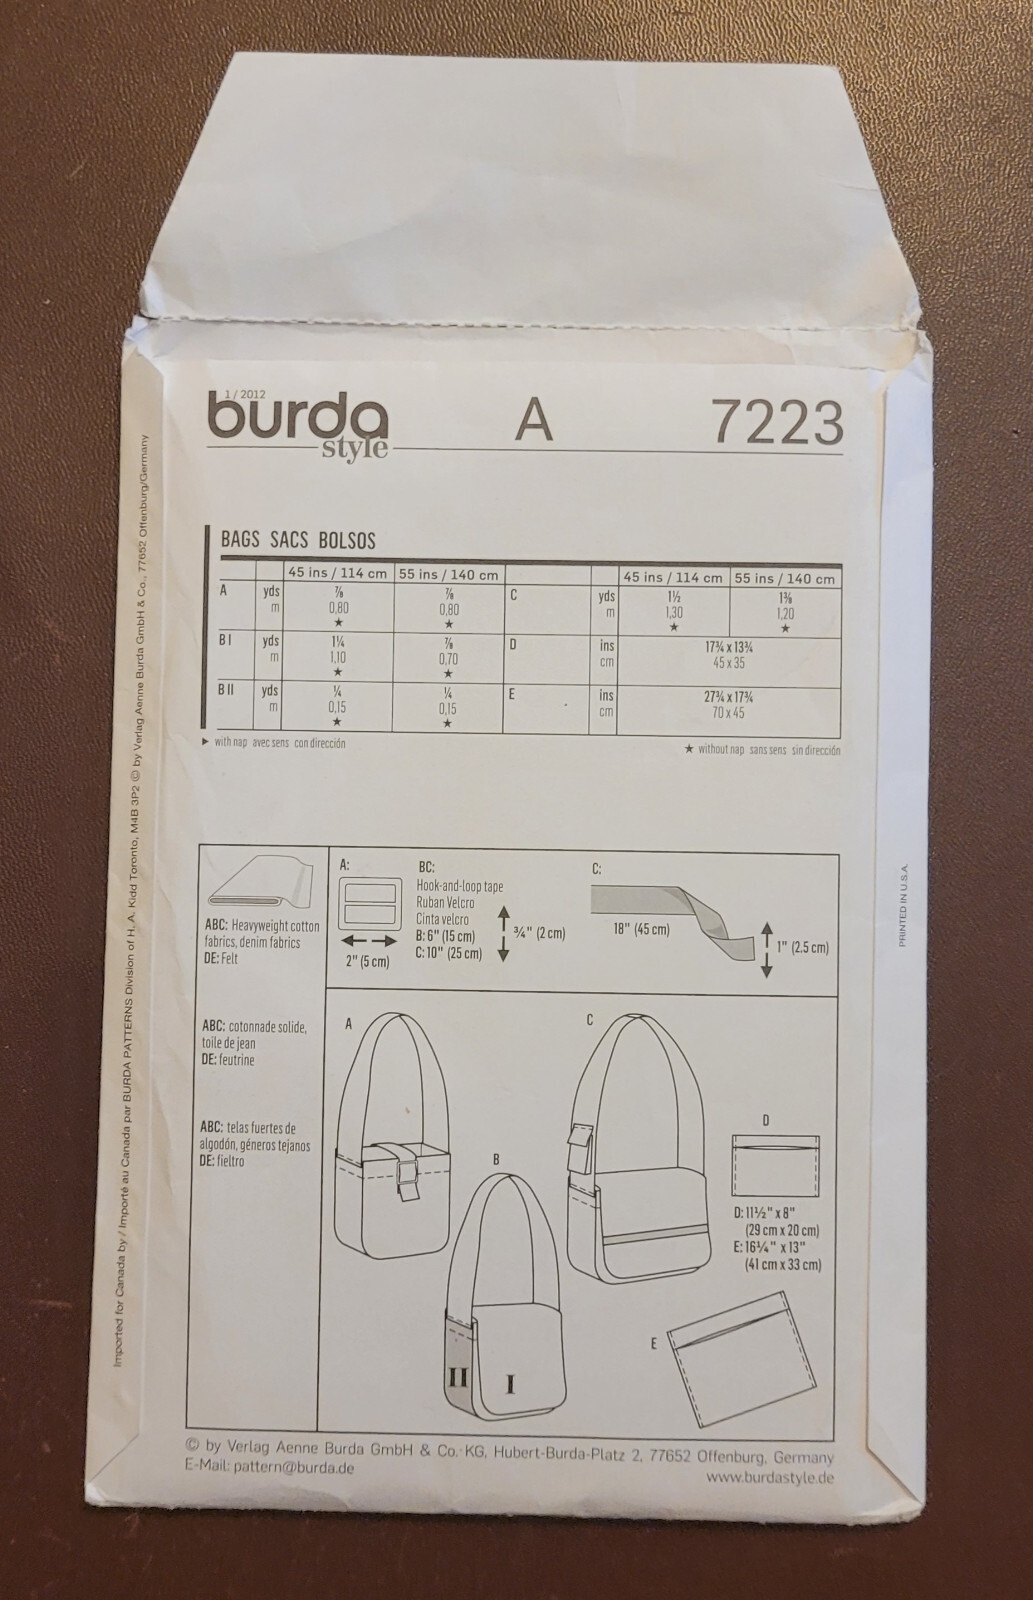 1 / 2012
burda
style
A
7223
BAGS SACS BOLSOS
45 ins / 114 cm 55 ins / 140 cm 45 ins / 114 cm 55 ins / 140 cm
A yds ⅞ ⅞ C yds 1½ 1⅜
m 0,80 0,80 m 1,30 1,20
★ ★ ★ ★
B I yds 1¼ ⅞ D ins 17¾ x 13¾
m 1,10 0,70 cm 45 x 35
★ ★
B II yds ¼ ¼ E ins 27¾ x 17¾
m 0,15 0,15 cm 70 x 45
★ ★
► with nap avec sens con dirección
★ without nap sans sens sin dirección
ABC: Heavyweight cotton
fabrics, denim fabrics
DE: Felt
ABC: cotonnade solide,
toile de jean
DE: feutrine
ABC: telas fuertes de
algodón, géneros tejanos
DE: fieltro
A:
2" (5 cm)
BC:
Hook-and-loop tape
Ruban Velcro
Cinta velcro
B: 6" (15 cm)
C: 10" (25 cm)
¾" (2 cm)
C:
18" (45 cm)
1" (2.5 cm)
A
B
II
I
C
D
D: 11½" x 8"
(29 cm x 20 cm)
E: 16¼" x 13"
(41 cm x 33 cm)
E
© by Verlag Aenne Burda GmbH & Co. KG, Hubert-Burda-Platz 2, 77652 Offenburg, Germany
E-Mail: pattern@burda.de
www.burdastyle.de
Imported for Canada by / Importé au Canada par BURDA PATTERNS Division of H. A. Kidd Toronto, M4B 3P2 © by Verlag Aenne Burda GmbH & Co., 77652 Offenburg/Germany
PRINTED IN U.S.A.